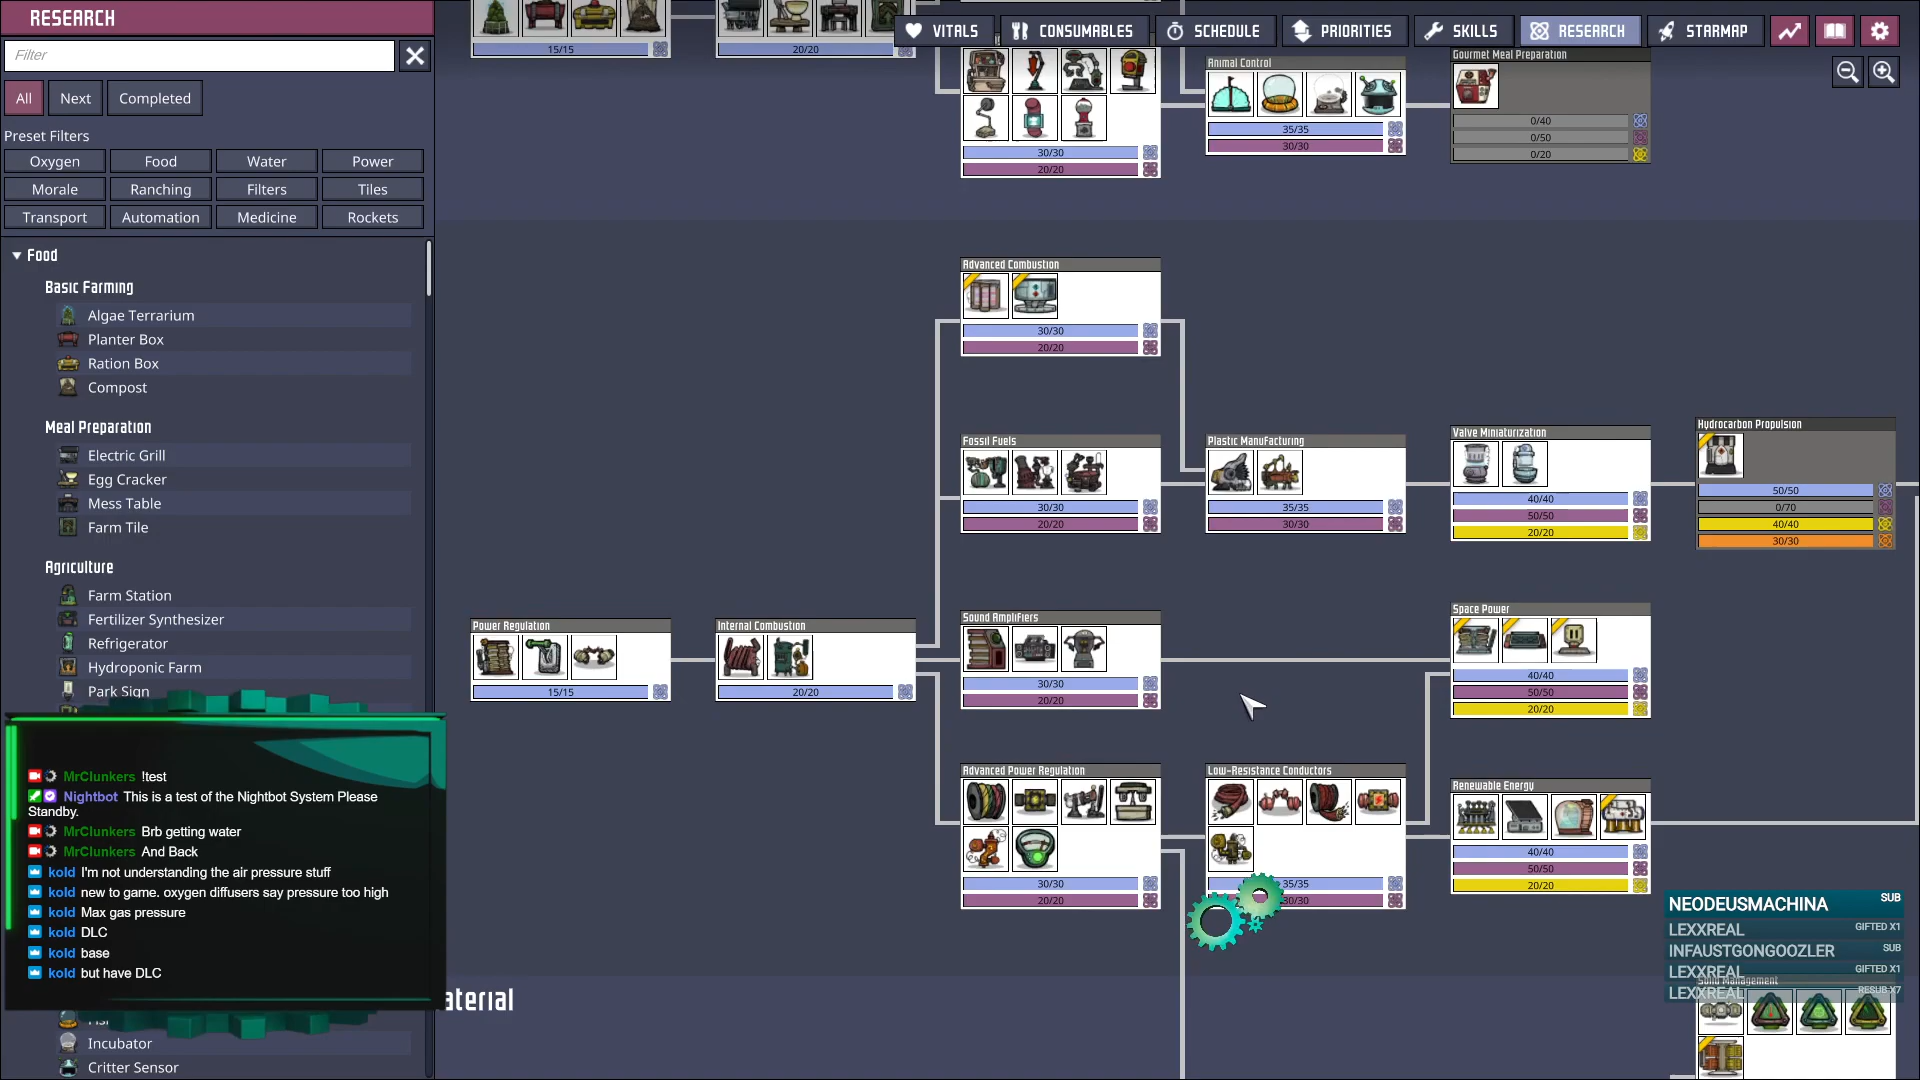 RESEARCH
Filter
All
Next
Completed
Preset Filters
Oxygen
Food
Water
Power
Morale
Ranching
Filters
Tiles
Transport
Automation
Medicine
Rockets
Food
Basic Farming
Algae Terrarium
Planter Box
Ration Box
Compost
Meal Preparation
Electric Grill
Egg Cracker
Mess Table
Farm Tile
Agriculture
Farm Station
Fertilizer Synthesizer
Refrigerator
Hydroponic Farm
Park Sign
MrClunkers !test
Nightbot This is a test of the Nightbot System Please
Standby.
MrClunkers Brb getting water
MrClunkers And Back
kold I'm not understanding the air pressure stuff
kold new to game. oxygen diffusers say pressure too high
kold Max gas pressure
kold DLC
kold base
kold but have DLC
Incubator
Critter Sensor
VITALS
CONSUMABLES
SCHEDULE
PRIORITIES
SKILLS
RESEARCH
STARMAP
15/15
20/20
30/30
20/20
Animal Control
35/35
30/30
Gourmet Meal Preparation
0/40
0/50
0/20
Advanced Combustion
30/30
20/20
Fossil Fuels
30/30
20/20
Plastic Manufacturing
35/35
30/30
Valve Miniaturization
40/40
50/50
20/20
Hydrocarbon Propulsion
50/50
0/70
40/40
30/30
Power Regulation
15/15
Internal Combustion
20/20
Sound Amplifiers
30/30
20/20
Space Power
40/40
50/50
20/20
Advanced Power Regulation
30/30
20/20
Low-Resistance Conductors
35/35
30/30
Renewable Energy
40/40
50/50
20/20
aterial
NEODEUSMACHINA SUB
LEXXREAL GIFTED X1
INFAUSTGONGOOZLER SUB
LEXXREAL GIFTED X1
LEXXREAL RESUB X7
Solid Management